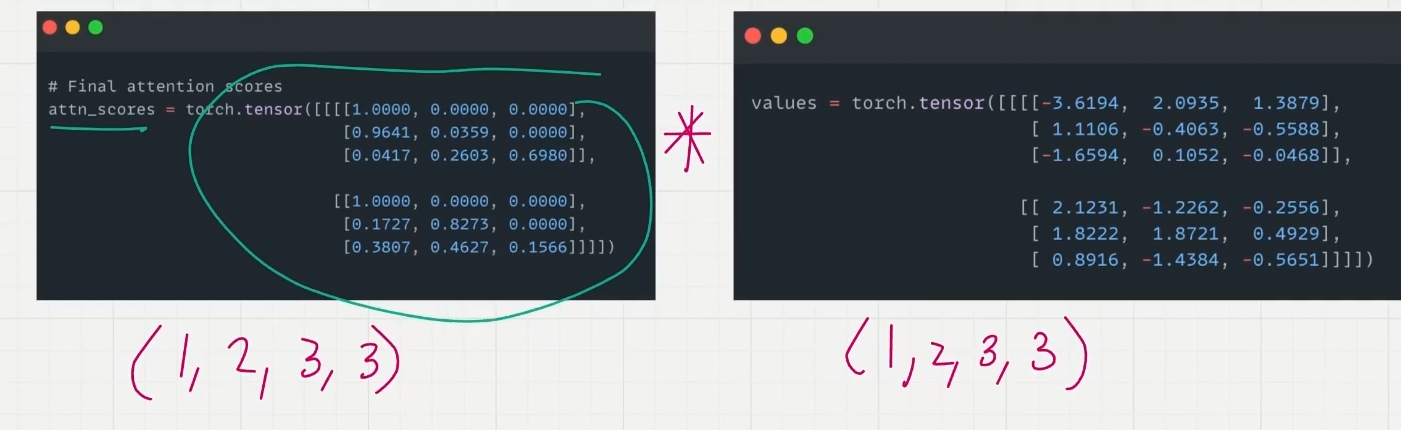 # Final attention scores
attn_scores = torch.tensor([[[[1.0000, 0.0000, 0.0000],
[0.9641, 0.0359, 0.0000],
[0.0417, 0.2603, 0.6980]],
[[1.0000, 0.0000, 0.0000],
[0.1727, 0.8273, 0.0000],
[0.3807, 0.4627, 0.1566]]]])
(1, 2, 3, 3)
*
values = torch.tensor([[[[-3.6194, 2.0935, 1.3879],
[ 1.1106, -0.4063, -0.5588],
[-1.6594, 0.1052, -0.0468]],
[[ 2.1231, -1.2262, -0.2556],
[ 1.8222, 1.8721, 0.4929],
[ 0.8916, -1.4384, -0.5651]]]])
(1, 2, 3, 3)